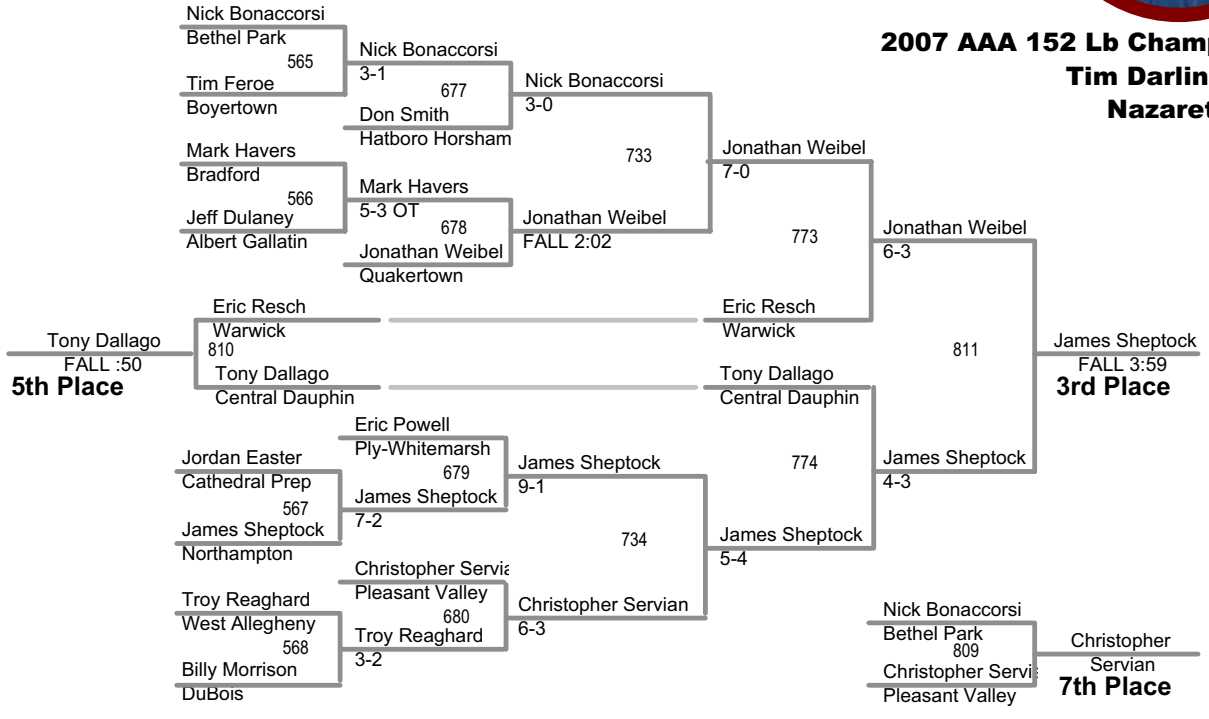 2007 AAA 152 Lb Champ
Tim Darlin
Nazaret
Nick Bonaccorsi
Bethel Park
565
Tim Feroe
Boyertown
Nick Bonaccorsi
3-1
677
Don Smith
Hatboro Horsham
Nick Bonaccorsi
3-0
Mark Havers
Bradford
566
Jeff Dulaney
Albert Gallatin
Mark Havers
5-3 OT
678
Jonathan Weibel
Quakertown
Jonathan Weibel
FALL 2:02
733
Jonathan Weibel
7-0
773
Eric Resch
Warwick
Jonathan Weibel
6-3
Eric Resch
Warwick
810
Tony Dallago
Central Dauphin
Tony Dallago
FALL :50
5th Place
Tony Dallago
Central Dauphin
811
James Sheptock
FALL 3:59
3rd Place
Eric Powell
Ply-Whitemarsh
679
Jordan Easter
Cathedral Prep
567
James Sheptock
Northampton
James Sheptock
7-2
James Sheptock
9-1
774
James Sheptock
4-3
734
James Sheptock
5-4
Christopher Servia
Pleasant Valley
680
Troy Reaghard
West Allegheny
568
Billy Morrison
DuBois
Troy Reaghard
3-2
Christopher Servian
6-3
Nick Bonaccorsi
Bethel Park
809
Christopher Servi
Pleasant Valley
Christopher
Servian
7th Place